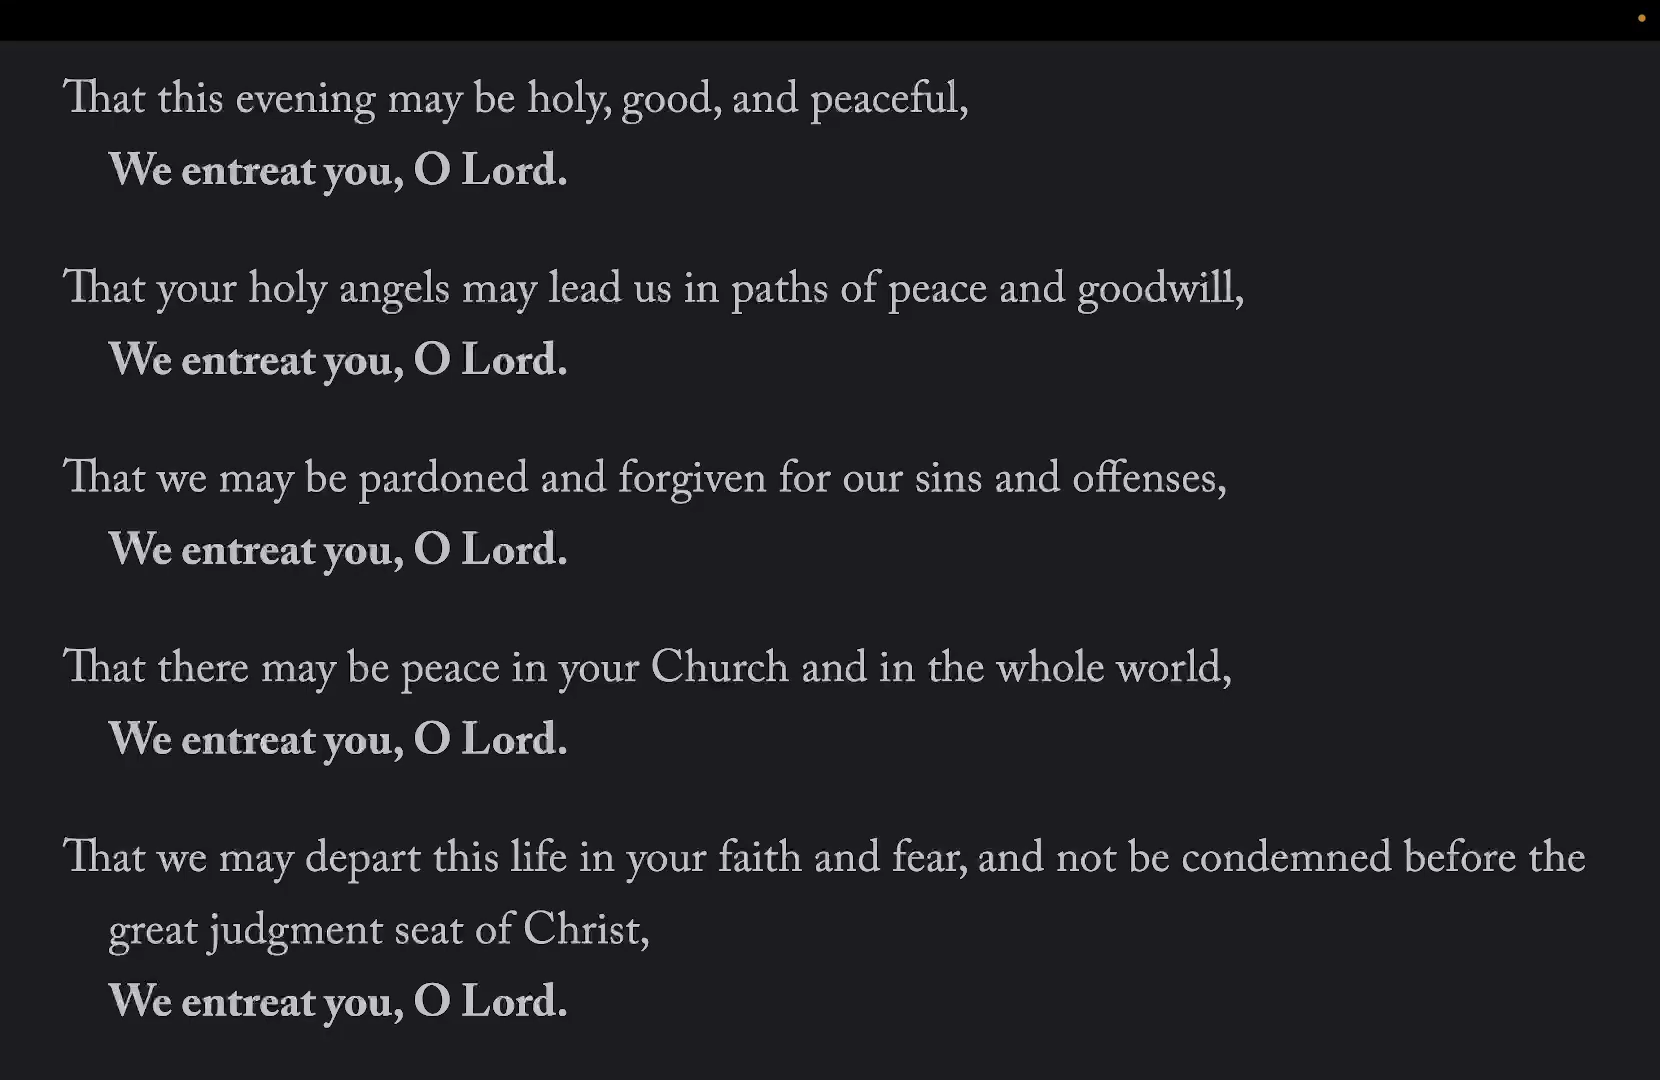 That this evening may be holy, good, and peaceful,
We entreat you, O Lord.
That your holy angels may lead us in paths of peace and goodwill,
We entreat you, O Lord.
That we may be pardoned and forgiven for our sins and offenses,
We entreat you, O Lord.
That there may be peace in your Church and in the whole world,
We entreat you, O Lord.
That we may depart this life in your faith and fear, and not be condemned before the
great judgment seat of Christ,
We entreat you, O Lord.